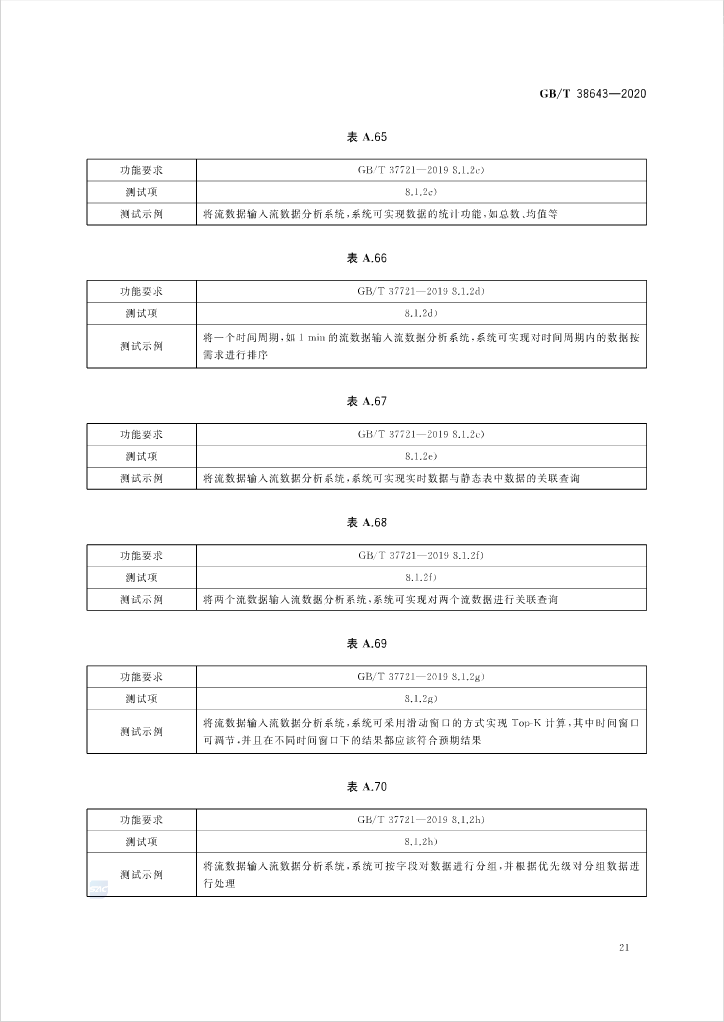 GB/T 38643—2020
表 A.65
功能要求 GB/T 37721—2019 8.1.2c)
测试项 8.1.2c)
测试示例 将流数据输入流数据分析系统,系统可实现数据的统计功能,如总数、均值等
表 A.66
功能要求 GB/T 37721—2019 8.1.2d)
测试项 8.1.2d)
测试示例 将一个时间周期,如 1 min 的流数据输入流数据分析系统,系统可实现对时间周期内的数据按
需求进行排序
表 A.67
功能要求 GB/T 37721—2019 8.1.2e)
测试项 8.1.2e)
测试示例 将流数据输入流数据分析系统,系统可实现实时数据与静态表中数据的关联查询
表 A.68
功能要求 GB/T 37721—2019 8.1.2f)
测试项 8.1.2f)
测试示例 将两个流数据输入流数据分析系统,系统可实现对两个流数据进行关联查询
表 A.69
功能要求 GB/T 37721—2019 8.1.2g)
测试项 8.1.2g)
测试示例 将流数据输入流数据分析系统,系统可采用滑动窗口的方式实现 Top-K 计算,其中时间窗口
可调节,并且在不同时间窗口下的结果都应该符合预期结果
表 A.70
功能要求 GB/T 37721—2019 8.1.2h)
测试项 8.1.2h)
测试示例 将流数据输入流数据分析系统,系统可按字段对数据进行分组,并根据优先级对分组数据进
行处理
21